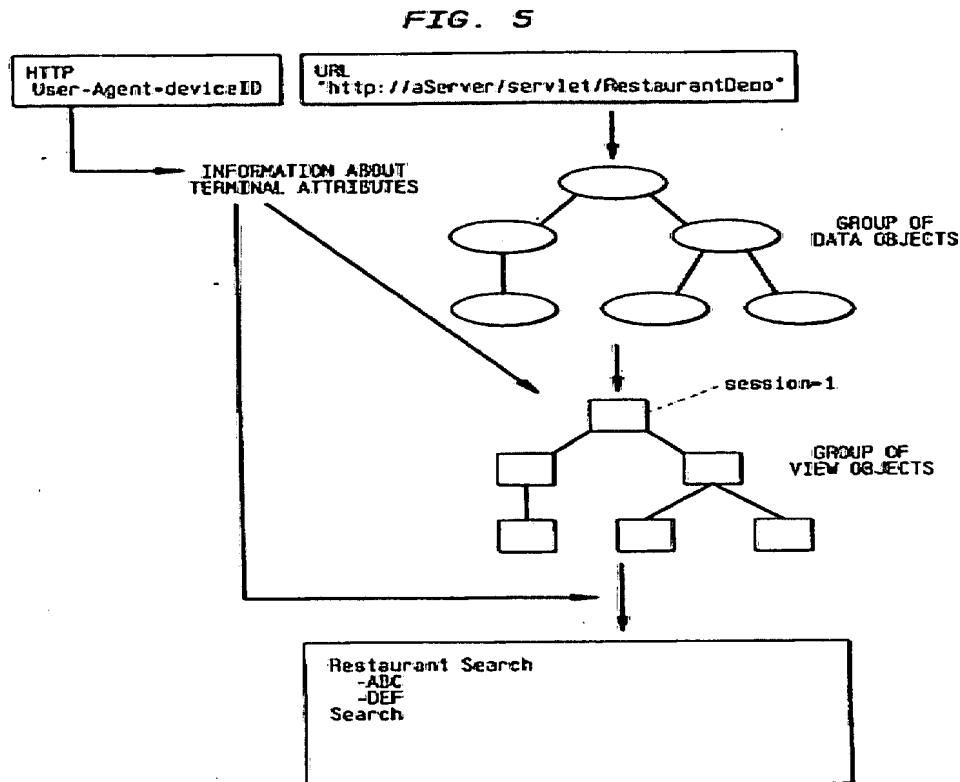 FIG. 5
HTTP
User-Agent=deviceID
URL
"http://aServer/servlet/RestaurantDemo"
INFORMATION ABOUT
TERMINAL ATTRIBUTES
GROUP OF
DATA OBJECTS
session=1
GROUP OF
VIEW OBJECTS
Restaurant Search
-ABC
-DEF
Search